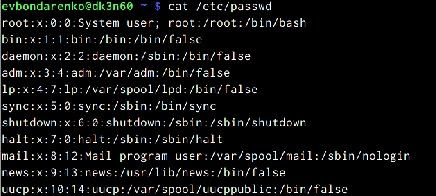 evbondarenko@dk3n60 ~ $ cat /etc/passwd
root:x:0:0:System user; root:/root:/bin/bash
bin:x:1:1:bin:/bin:/bin/false
daemon:x:2:2:daemon:/sbin:/bin/false
adm:x:3:4:adm:/var/adm:/bin/false
lp:x:4:7:lp:/var/spool/lpd:/bin/false
sync:x:5:0:sync:/sbin:/bin/sync
shutdown:x:6:0:shutdown:/sbin:/sbin/shutdown
halt:x:7:0:halt:/sbin:/sbin/halt
mail:x:8:12:Mail program user:/var/spool/mail:/sbin/nologin
news:x:9:13:news:/usr/lib/news:/bin/false
uucp:x:10:14:uucp:/var/spool/uucppublic:/bin/false